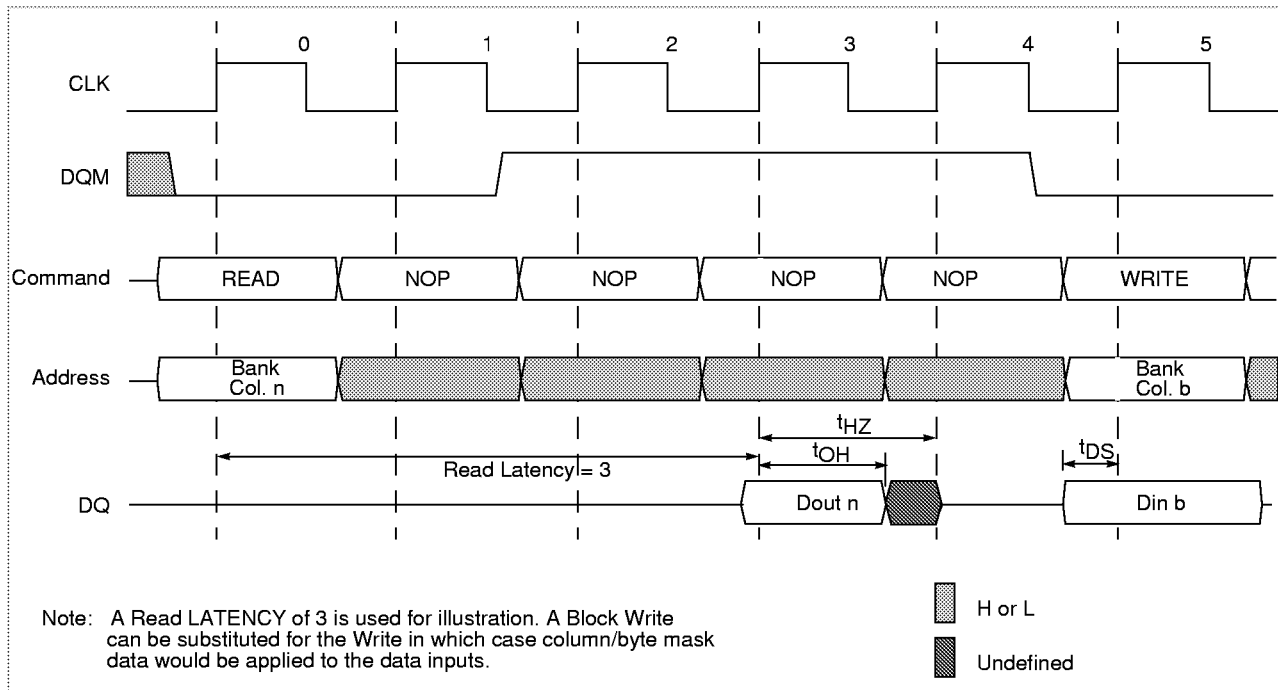 0 1 2 3 4 5
CLK
DQM
Command READ NOP NOP NOP NOP WRITE
Address Bank Col. n Bank Col. b
tHZ
tOH tDS
Read Latency = 3
DQ Dout n Din b
Note: A Read LATENCY of 3 is used for illustration. A Block Write
can be substituted for the Write in which case column/byte mask
data would be applied to the data inputs.
H or L
Undefined